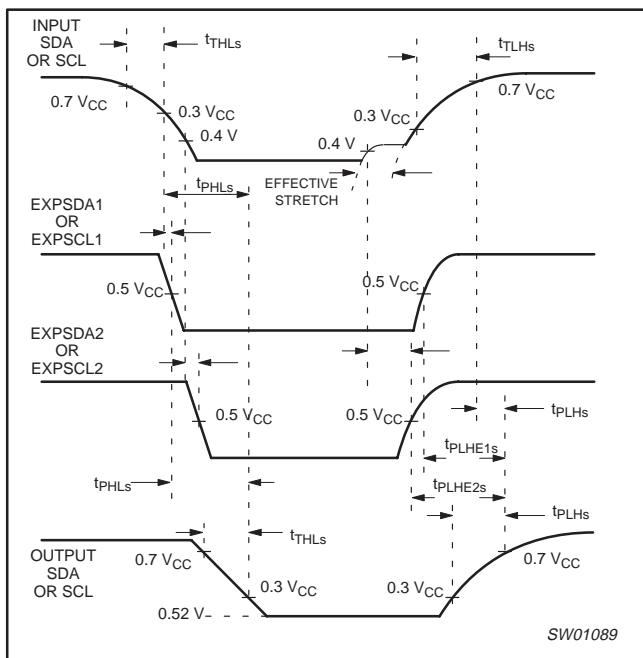 INPUT
SDA
OR SCL
tTHLs
tTLHs
0.7 VCC
0.3 VCC
0.4 V
0.4 V
0.3 VCC
0.7 VCC
tPHLs
EFFECTIVE
STRETCH
EXPSDA1
OR
EXPSCL1
0.5 VCC
0.5 VCC
EXPSDA2
OR
EXPSCL2
0.5 VCC
0.5 VCC
tPLHs
tPLHE1s
tPHLs
tPLHE2s
tTHLs
tPLHs
OUTPUT
SDA
OR SCL
0.7 VCC
0.3 VCC
0.3 VCC
0.7 VCC
0.52 V
SW01089